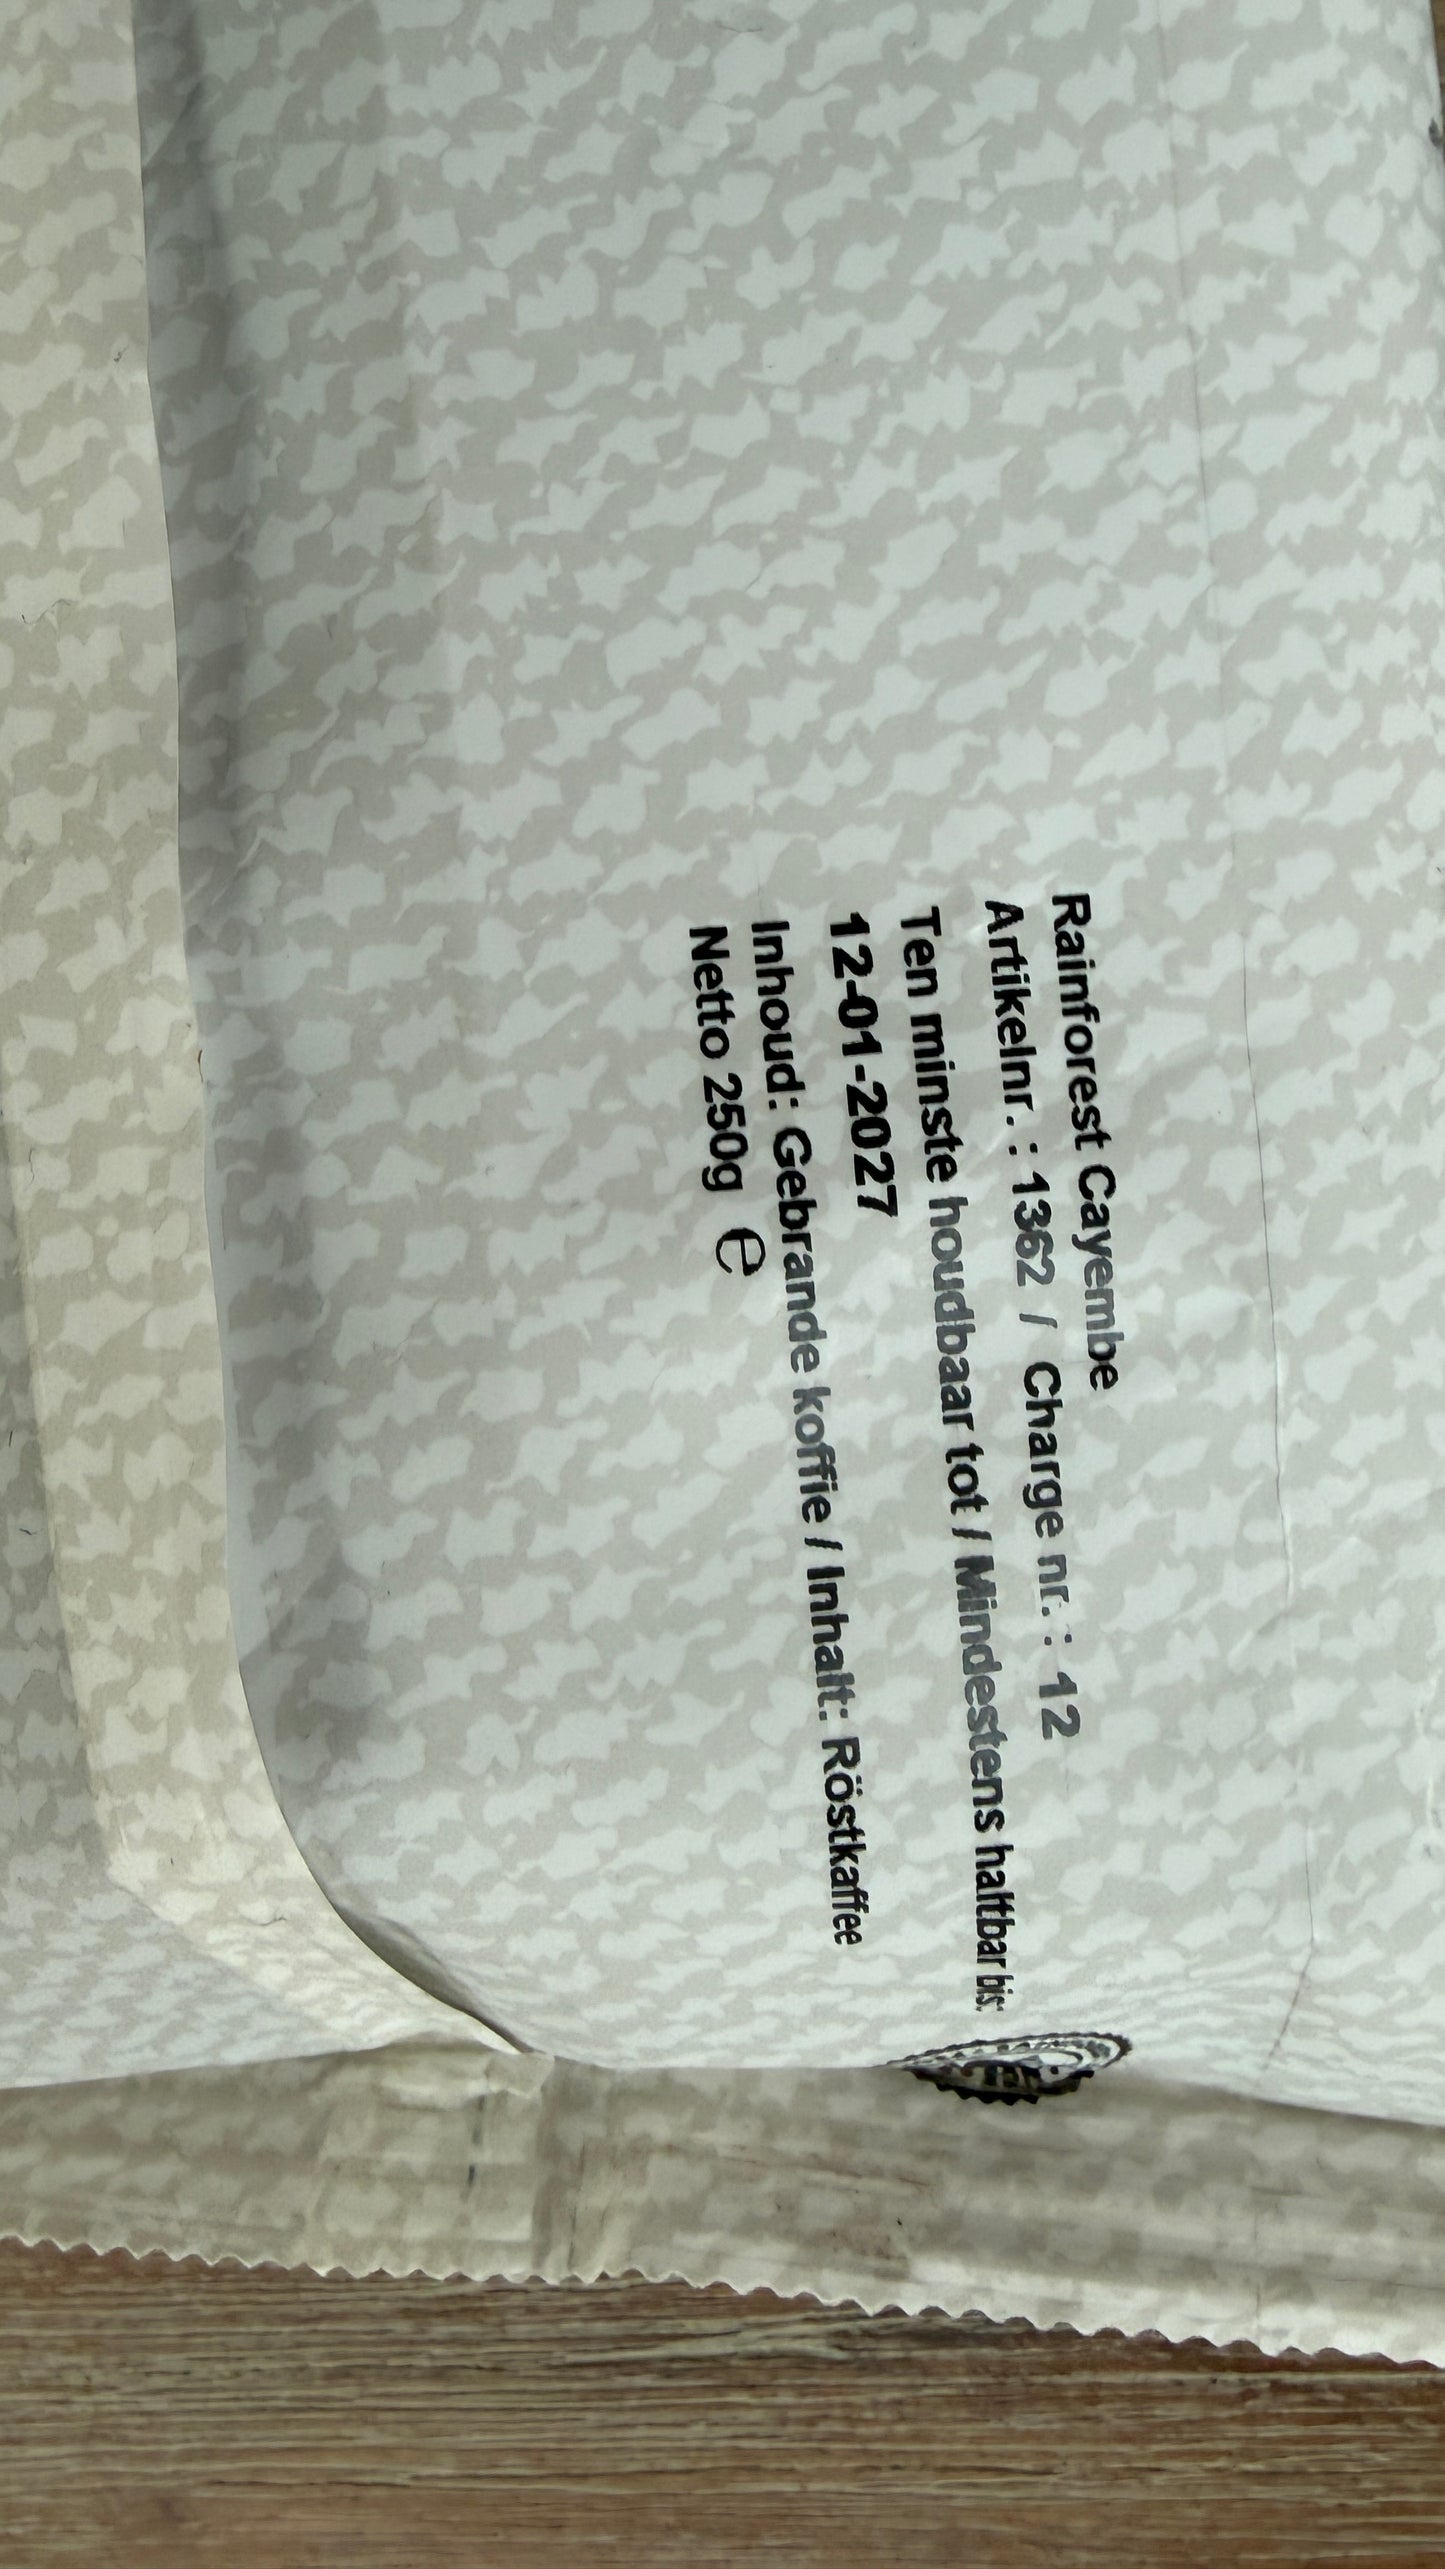 Rainforest Cayembe
Artikelnr. : 1362 / Charge nr. : 12
Ten minste houdbaar tot / Mindestens haltbar bis:
12-01-2027
Inhoud: Gebrande koffie / Inhalt: Röstkaffee
Netto 250g ℮